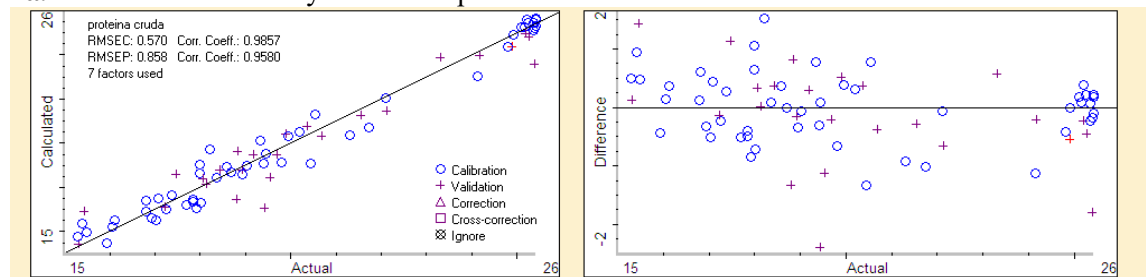 26
proteina cruda
RMSEC: 0.570 Corr. Coeff.: 0.9857
RMSEP: 0.858 Corr. Coeff.: 0.9580
7 factors used
Calculated
Calibration
Validation
Correction
Cross-correction
Ignore
15
15
Actual
26
2
Difference
-2
15
Actual
26